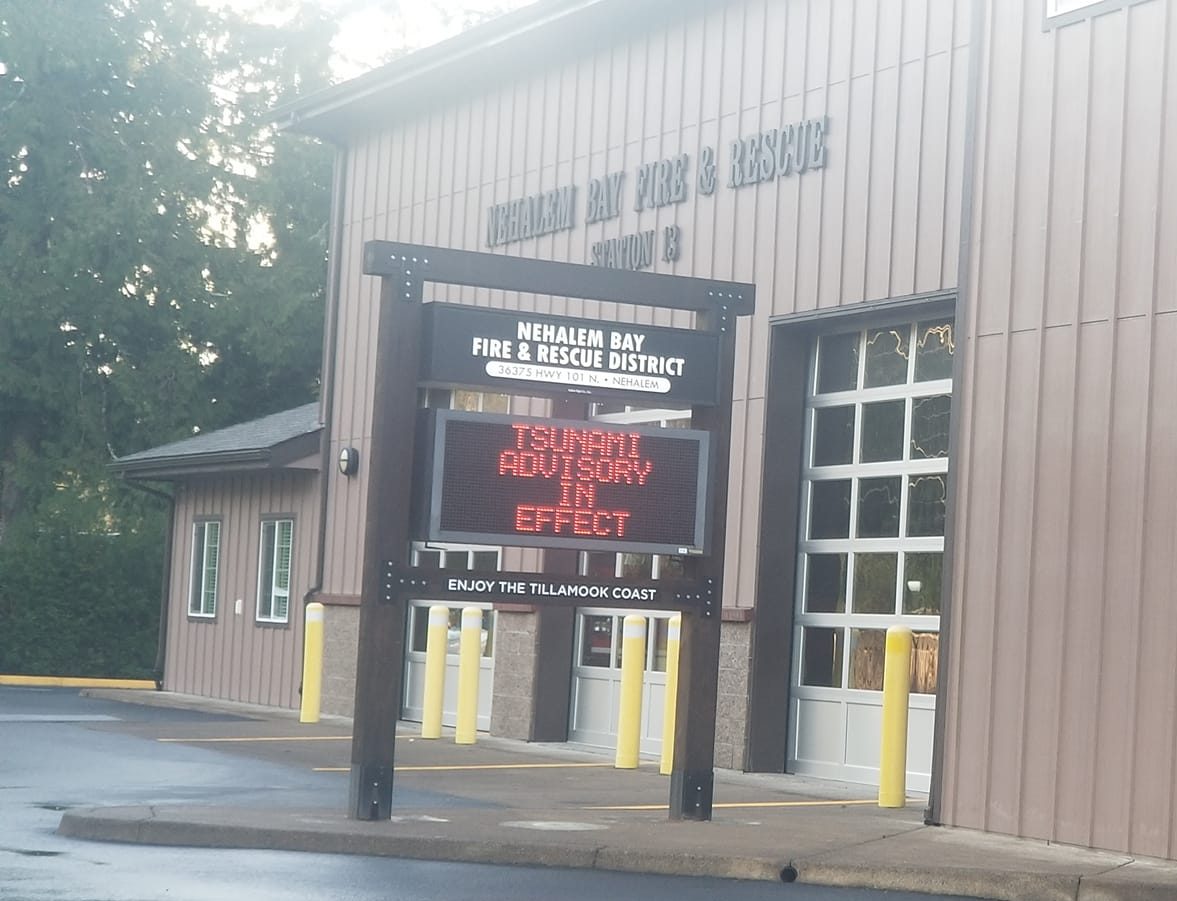 NEHALEM BAY FIRE & RESCUE
STATION 13
NEHALEM BAY
FIRE & RESCUE DISTRICT
36375 HWY 101 N. • NEHALEM
TSUNAMI
ADVISORY
IN
EFFECT
ENJOY THE TILLAMOOK COAST